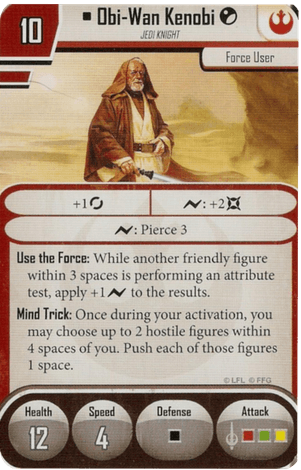 10
Obi-Wan Kenobi
JEDI KNIGHT
Force User
+1
: +2
: Pierce 3
Use the Force: While another friendly figure
within 3 spaces is performing an attribute
test, apply +1 to the results.
Mind Trick: Once during your activation, you
may choose up to 2 hostile figures within
4 spaces of you. Push each of those figures
1 space.
© LFL © FFG
Health
Speed
Defense
Attack
12
4